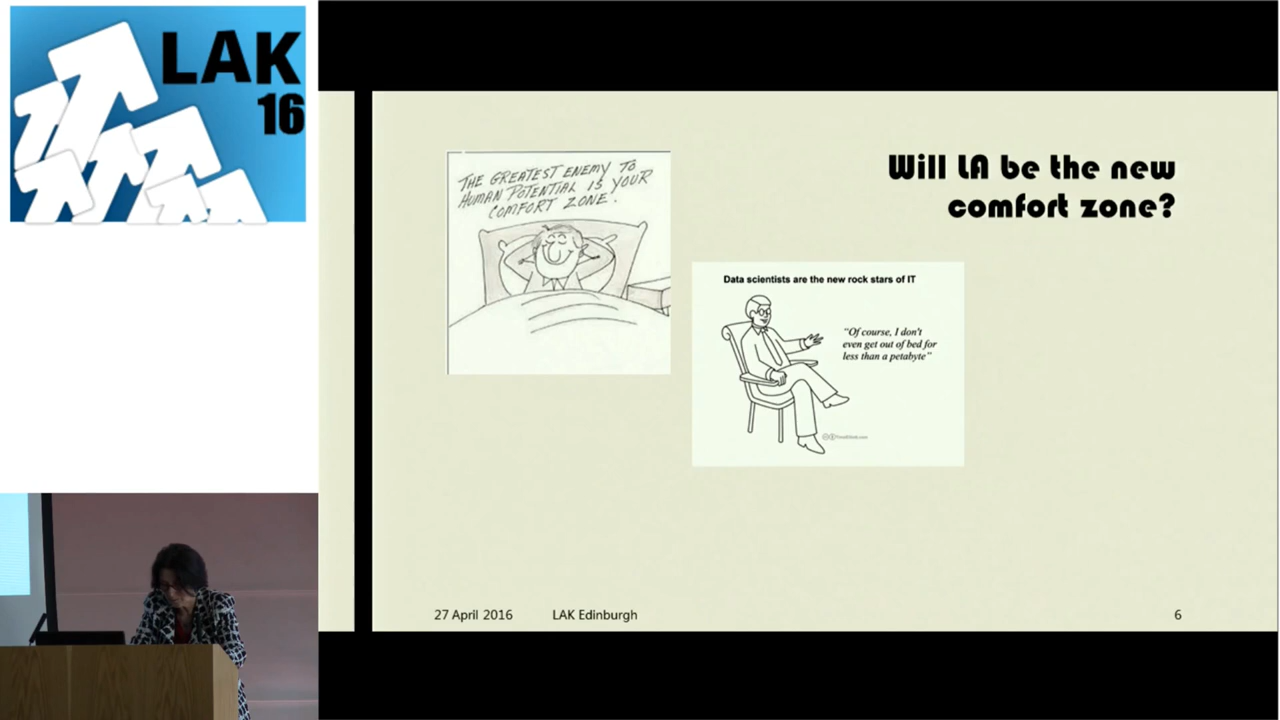 LAK
16
THE GREATEST ENEMY TO
HUMAN POTENTIAL IS YOUR
COMFORT ZONE.
Will LA be the new
comfort zone?
Data scientists are the new rock stars of IT
"Of course, I don't
even get out of bed for
less than a petabyte"
27 April 2016
LAK Edinburgh
6